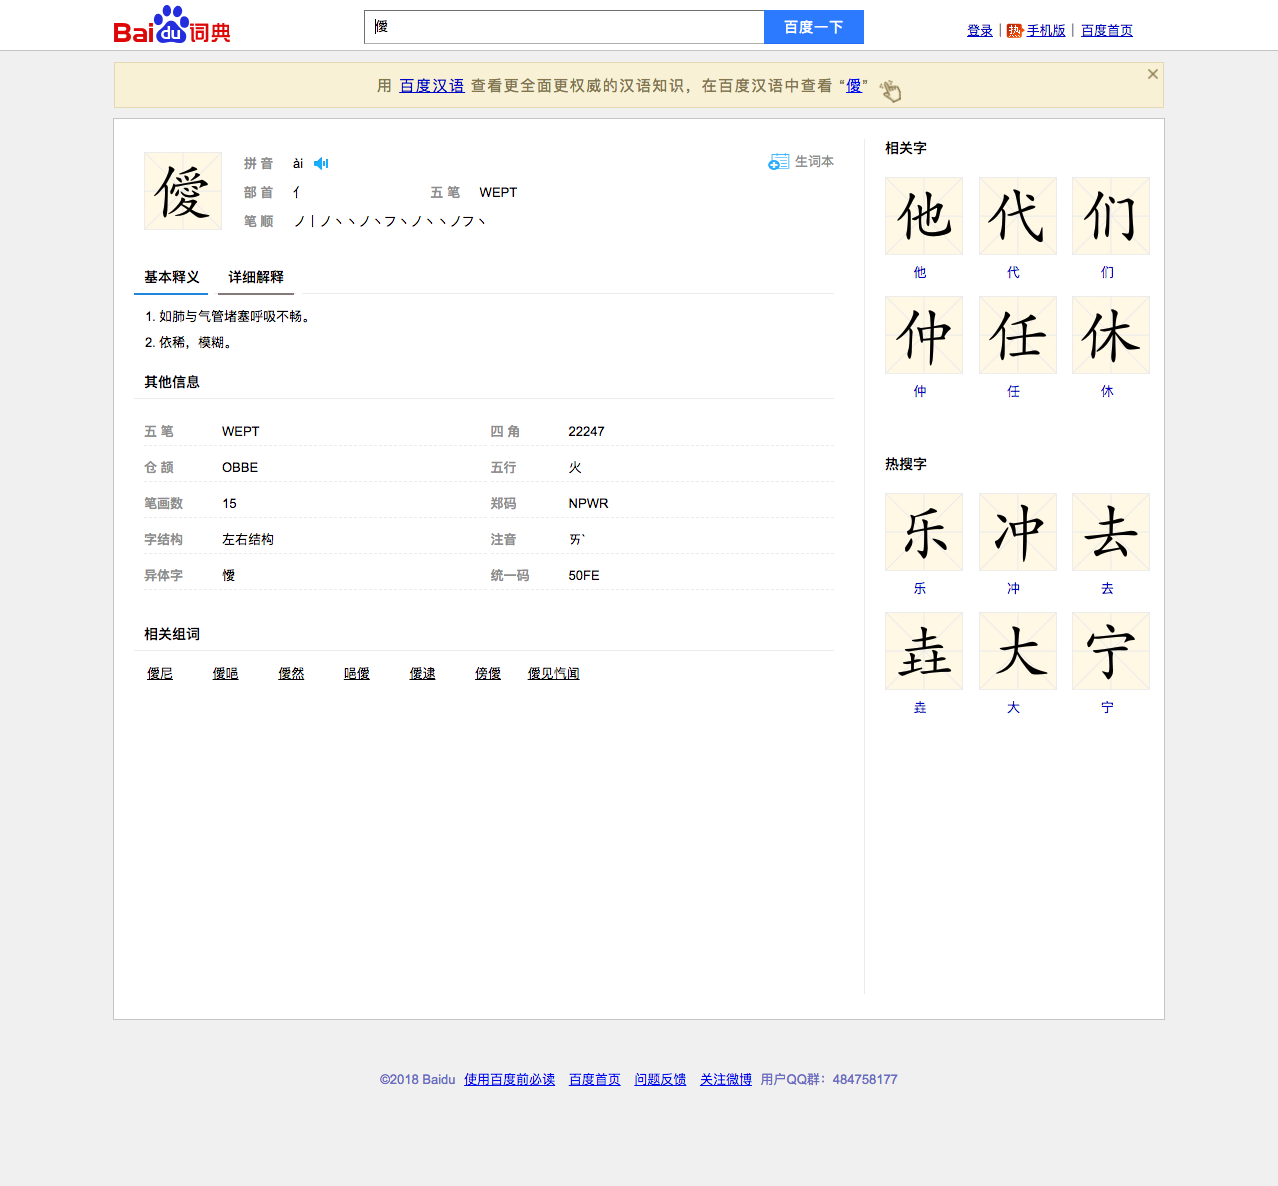 Baidu词典
僾
百度一下
登录 | 热 手机版 | 百度首页
用 百度汉语 查看更全面更权威的汉语知识，在百度汉语中查看 “僾”
僾
拼 音 ài
生词本
部 首 亻 五 笔 WEPT
笔 顺 ノ丨ノ丶丶ノ丶フ丶ノ丶丶ノフ丶
基本释义 详细解释
1. 如肺与气管堵塞呼吸不畅。
2. 依稀，模糊。
其他信息
五 笔 WEPT 四 角 22247
仓 颉 OBBE 五行 火
笔画数 15 郑码 NPWR
字结构 左右结构 注音 ㄞˋ
异体字 懓 统一码 50FE
相关组词
僾尼 僾唈 僾然 唈僾 僾逮 傍僾 僾见忾闻
相关字
他 代 们
他 代 们
仲 任 休
仲 任 休
热搜字
乐 冲 去
乐 冲 去
垚 大 宁
垚 大 宁
©2018 Baidu 使用百度前必读 百度首页 问题反馈 关注微博 用户QQ群：484758177